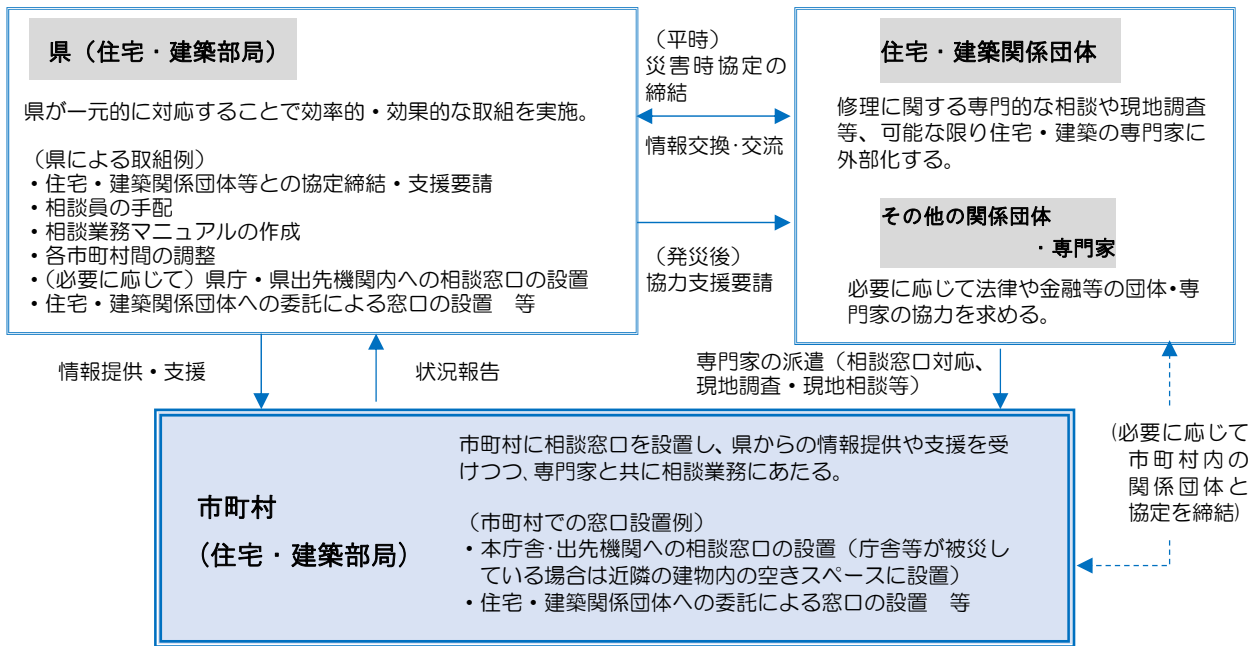 県（住宅・建築部局）
県が一元的に対応することで効率的・効果的な取組を実施。
（県による取組例）
・住宅・建築関係団体等との協定締結・支援要請
・相談員の手配
・相談業務マニュアルの作成
・各市町村間の調整
・（必要に応じて）県庁・県出先機関内への相談窓口の設置
・住宅・建築関係団体への委託による窓口の設置　等
（平時）
災害時協定の
締結
情報交換・交流
（発災後）
協力支援要請
住宅・建築関係団体
修理に関する専門的な相談や現地調査
等、可能な限り住宅・建築の専門家に
外部化する。
その他の関係団体
・専門家
必要に応じて法律や金融等の団体・専
門家の協力を求める。
情報提供・支援
状況報告
専門家の派遣（相談窓口対応、
現地調査・現地相談等）
（必要に応じて
市町村内の
関係団体と
協定を締結）
市町村
（住宅・建築部局）
市町村に相談窓口を設置し、県からの情報提供や支援を受
けつつ、専門家と共に相談業務にあたる。
（市町村での窓口設置例）
・本庁舎・出先機関への相談窓口の設置（庁舎等が被災し
ている場合は近隣の建物内の空きスペースに設置）
・住宅・建築関係団体への委託による窓口の設置　等